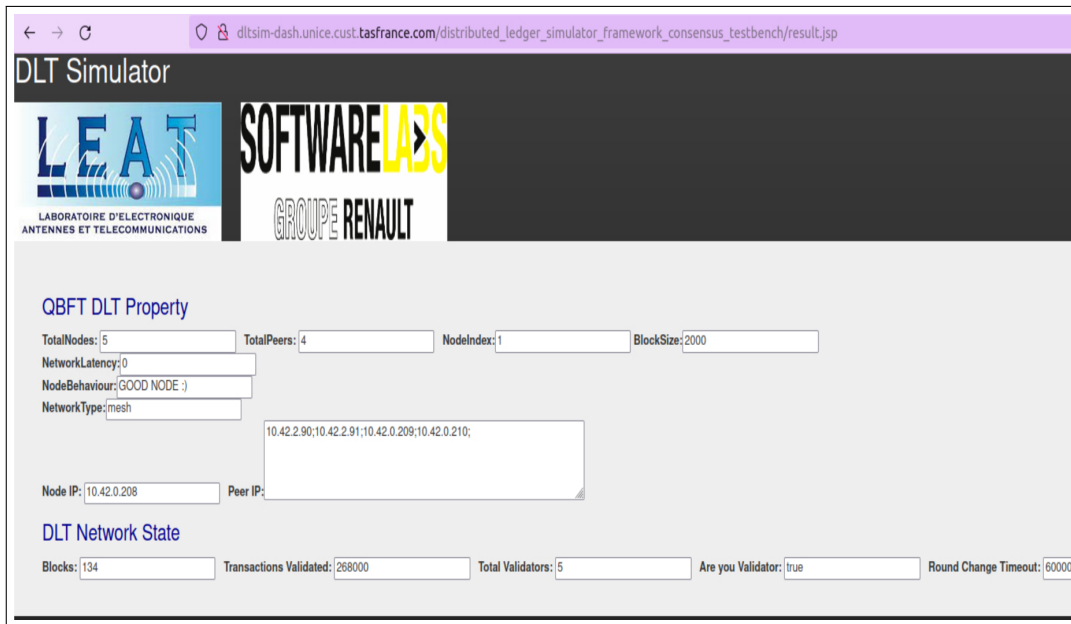 dltsim-dash.unice.cust.tasfrance.com/distributed_ledger_simulator_framework_consensus_testbench/result.jsp
DLT Simulator
LEAT
LABORATOIRE D'ELECTRONIQUE
ANTENNES ET TELECOMMUNICATIONS
SOFTWARELABS
GROUPE RENAULT
QBFT DLT Property
TotalNodes: 5 TotalPeers: 4 NodeIndex: 1 BlockSize: 2000
NetworkLatency: 0
NodeBehaviour: GOOD NODE :)
NetworkType: mesh
10.42.2.90;10.42.2.91;10.42.0.209;10.42.0.210;
Node IP: 10.42.0.208 Peer IP:
DLT Network State
Blocks: 134 Transactions Validated: 268000 Total Validators: 5 Are you Validator: true Round Change Timeout: 60000